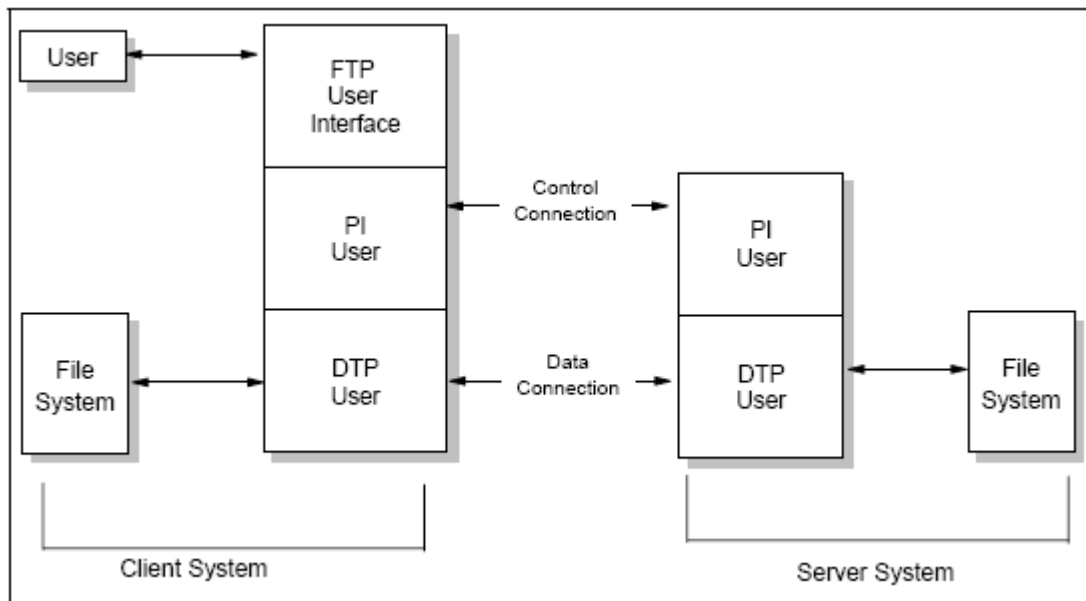 User
FTP
User
Interface
PI
User
DTP
User
File
System
Control
Connection
Data
Connection
PI
User
DTP
User
File
System
Client System
Server System